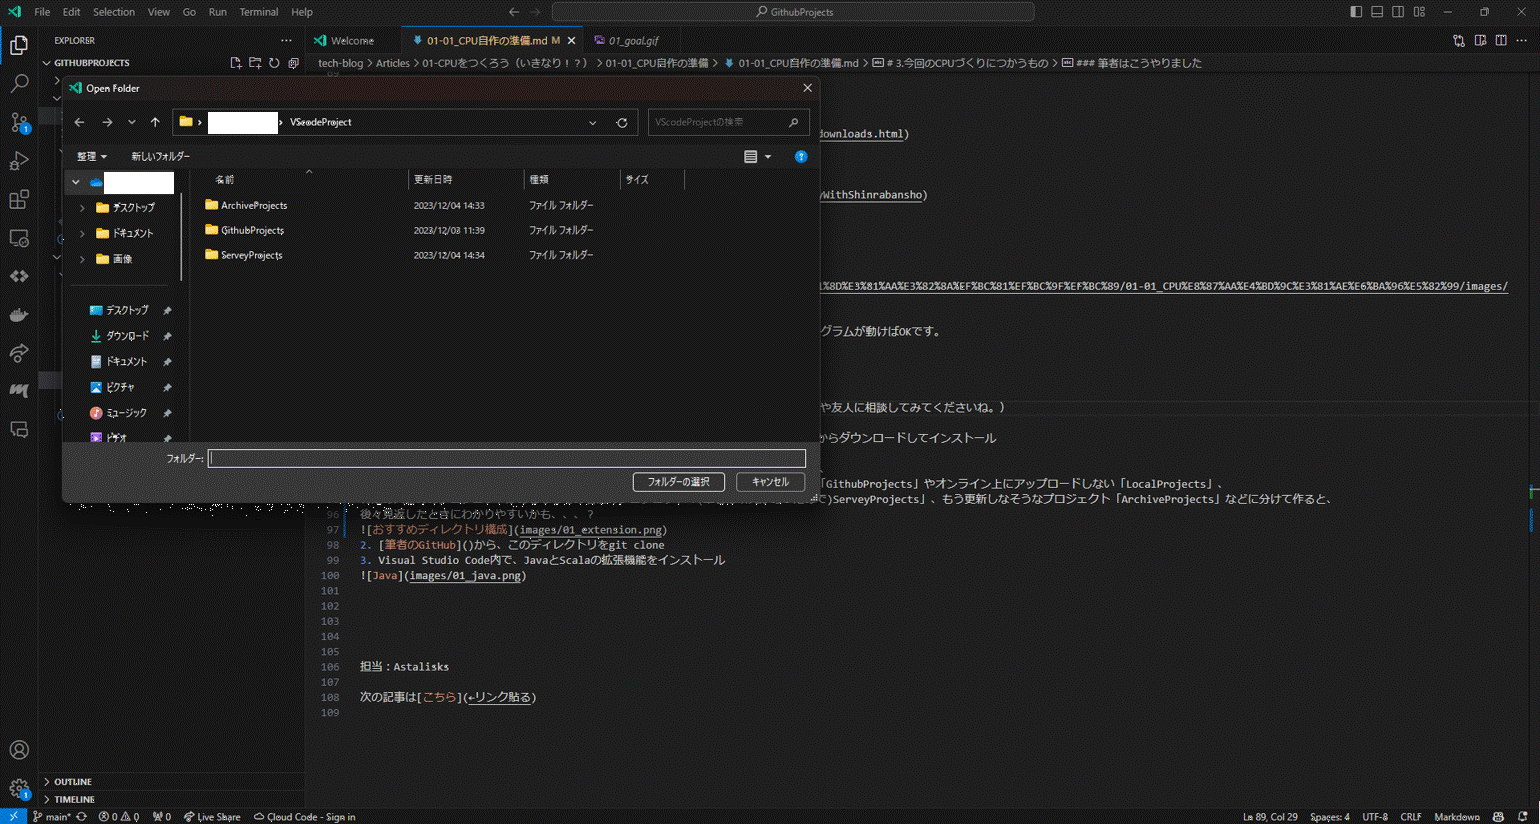 File Edit Selection View Go Run Terminal Help
GithubProjects
EXPLORER
Welcome
01-01_CPU自作の準備.md M
01_goal.gif
GITHUBPROJECTS
tech-blog > Articles > 01-CPUをつくろう（いきなり！？） > 01-01_CPU自作の準備 > 01-01_CPU自作の準備.md > # 3.今回のCPUづくりにつかうもの > ### 筆者はこうやりました
Open Folder
VScodeProject
VScodeProjectの検索
整理
新しいフォルダー
名前 更新日時 種類 サイズ
ArchiveProjects 2023/12/04 14:33 ファイル フォルダー
GithubProjects 2023/12/03 11:39 ファイル フォルダー
ServeyProjects 2023/12/04 14:34 ファイル フォルダー
デスクトップ
ドキュメント
画像
デスクトップ
ダウンロード
ドキュメント
ピクチャ
ミュージック
ビデオ
フォルダー:
フォルダーの選択
キャンセル
downloads.html)
yWithShinrabansho)
8D%E3%81%AA%E3%82%8A%EF%BC%81%EF%BC%9F%EF%BC%89/01-01_CPU%E8%87%AA%E4%BD%9C%E3%81%AE%E6%BA%96%E5%82%99/images/
グラムが動けばOKです。
や友人に相談してみてくださいね。)
からダウンロードしてインストール
「GithubProjects」やオンライン上にアップロードしない「LocalProjects」、
で)ServeyProjects」、もう更新しなそうなプロジェクト「ArchiveProjects」などに分けて作ると、
96 後々見返したときにわかりやすいかも、、、？
97 ![おすすめディレクトリ構成](images/01_extension.png)
98 2. [筆者のGitHub]()から、このディレクトリをgit clone
99 3. Visual Studio Code内で、JavaとScalaの拡張機能をインストール
100 ![Java](images/01_java.png)
101
102
103
104
105
106 担当：Astalisks
107
108 次の記事は[こちら](←リンク貼る)
109
OUTLINE
TIMELINE
main* 0 0 0 Live Share Cloud Code - Sign in
Ln 89, Col 29 Spaces: 4 UTF-8 CRLF Markdown